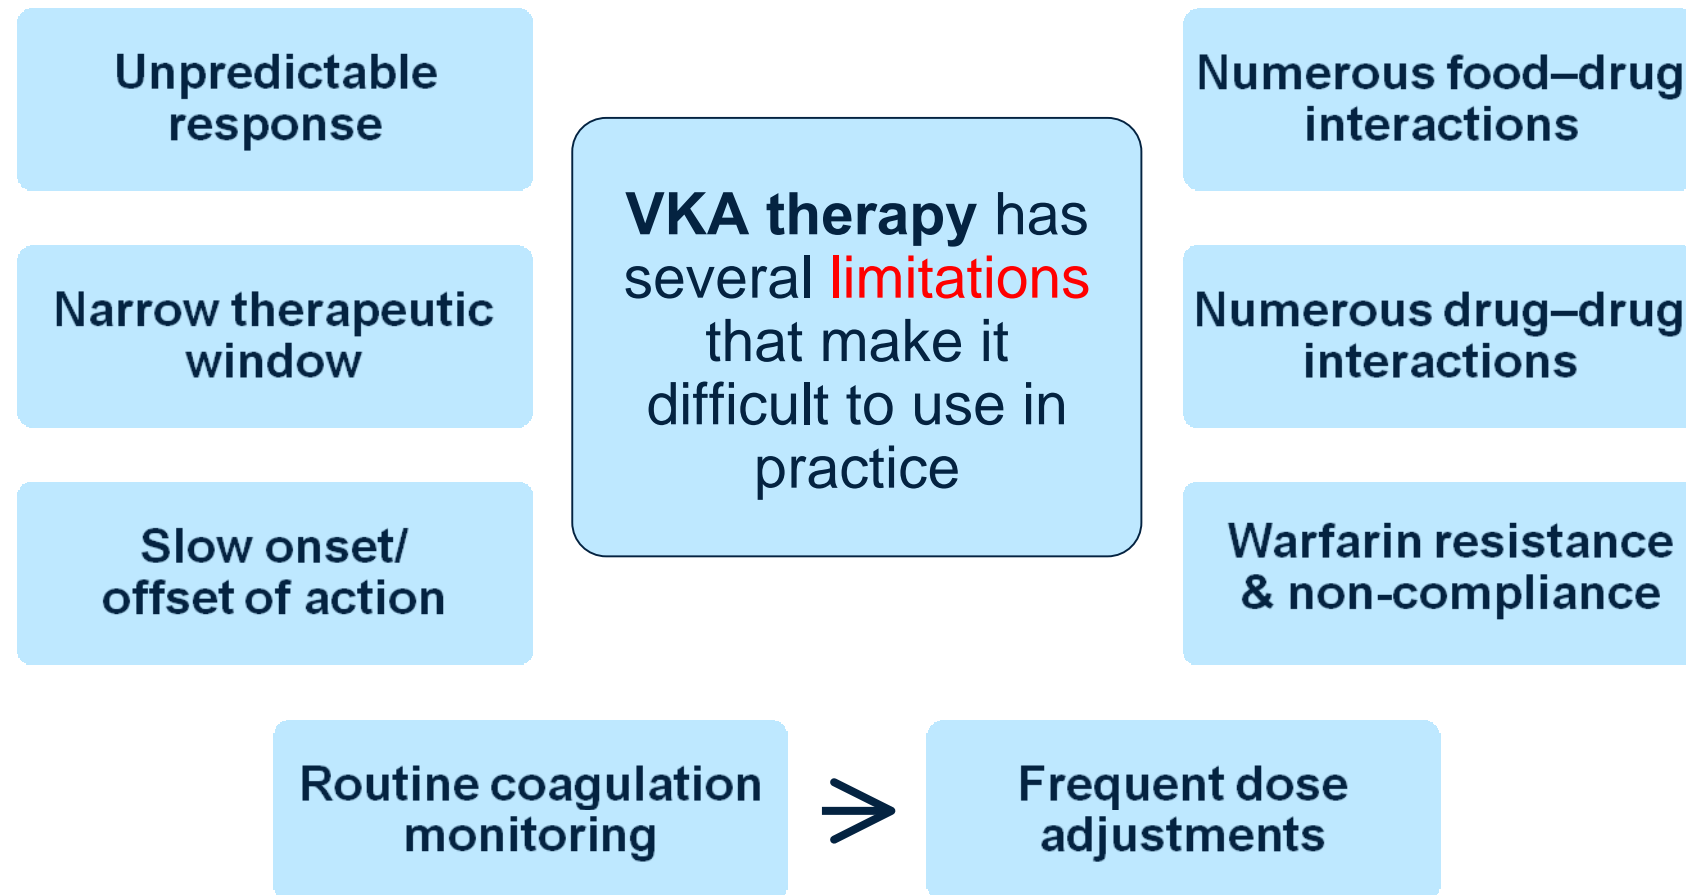 Unpredictable
response
Narrow therapeutic
window
Slow onset/
offset of action
VKA therapy has
several limitations
that make it
difficult to use in
practice
Numerous food–drug
interactions
Numerous drug–drug
interactions
Warfarin resistance
& non-compliance
Routine coagulation
monitoring
Frequent dose
adjustments